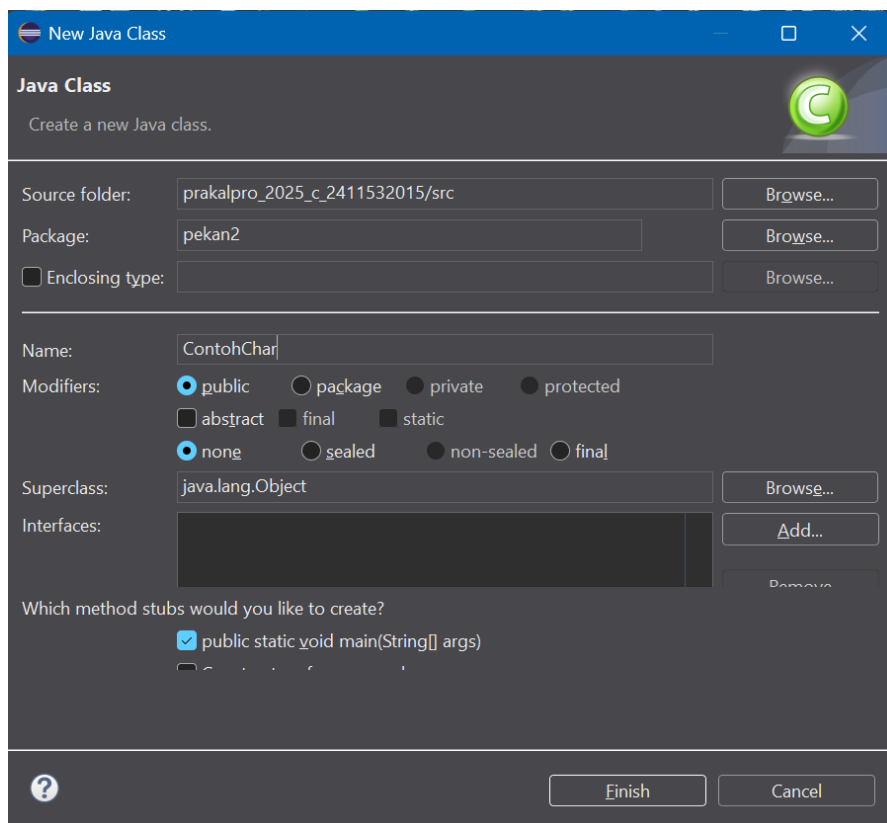 New Java Class
Java Class
Create a new Java class.
Source folder: prakalpro_2025_c_2411532015/src Browse...
Package: pekan2 Browse...
Enclosing type: Browse...
Name: ContohChar
Modifiers: public package private protected
abstract final static
none sealed non-sealed final
Superclass: java.lang.Object Browse...
Interfaces: Add...
Remove
Which method stubs would you like to create?
public static void main(String[] args)
Finish Cancel